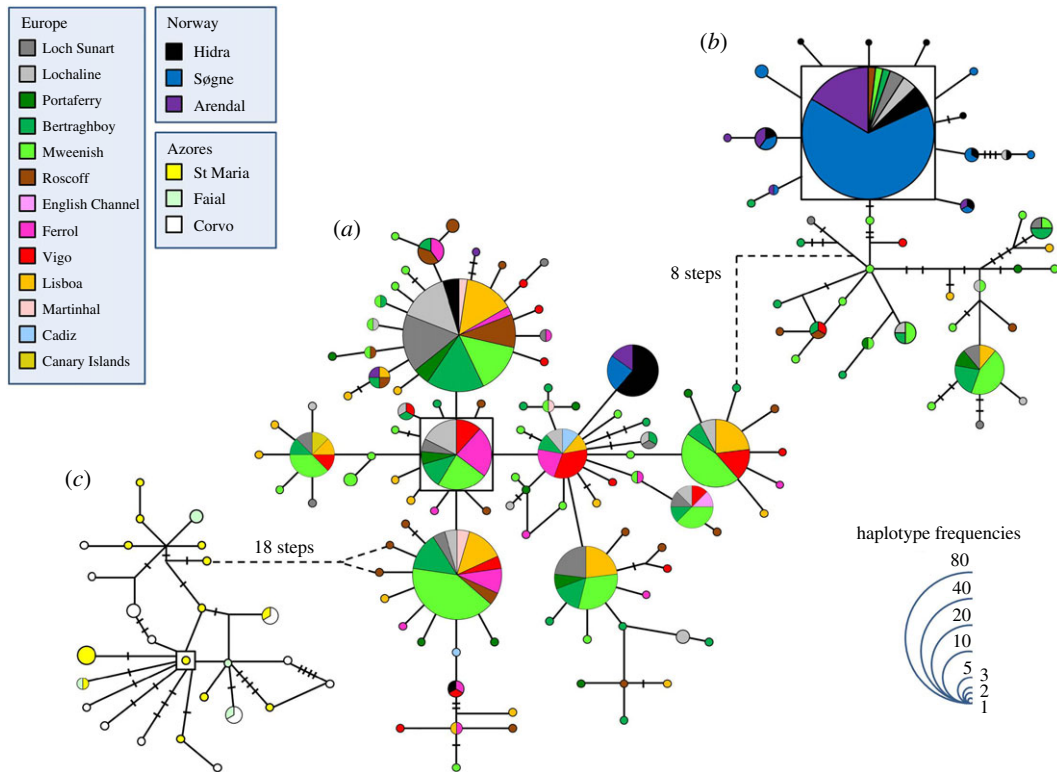 Europe
Loch Sunart
Lochaline
Portaferry
Bertraghboy
Mweenish
Roscoff
English Channel
Ferrol
Vigo
Lisboa
Martinhal
Cadiz
Canary Islands
Norway
Hidra
Søgne
Arendal
Azores
St Maria
Faial
Corvo
(b)
(a)
8 steps
(c)
18 steps
haplotype frequencies
80
40
20
10
5
3
2
1